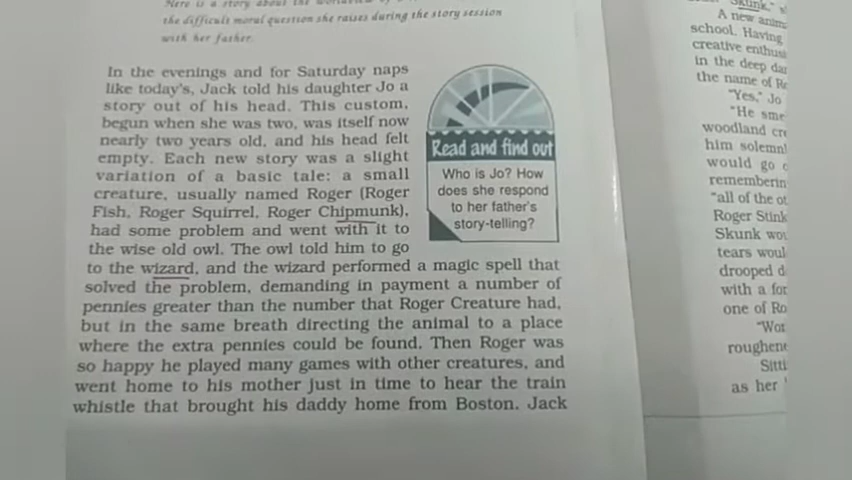 Here is a story about the worldview of
the difficult moral question she raises during the story session
with her father.
In the evenings and for Saturday naps
like today's, Jack told his daughter Jo a
story out of his head. This custom,
begun when she was two, was itself now
nearly two years old, and his head felt
empty. Each new story was a slight
variation of a basic tale: a small
creature, usually named Roger (Roger
Fish, Roger Squirrel, Roger Chipmunk),
had some problem and went with it to
the wise old owl. The owl told him to go
to the wizard, and the wizard performed a magic spell that
solved the problem, demanding in payment a number of
pennies greater than the number that Roger Creature had,
but in the same breath directing the animal to a place
where the extra pennies could be found. Then Roger was
so happy he played many games with other creatures, and
went home to his mother just in time to hear the train
whistle that brought his daddy home from Boston. Jack
Read and find out
Who is Jo? How
does she respond
to her father's
story-telling?
Skunk,"
A new
school. Having
creative
in the deep
the name of
"Yes," Jo
"He
woodland
him
would go
"all of the
Roger
Skunk
tears
drooped
with a
one of
as her